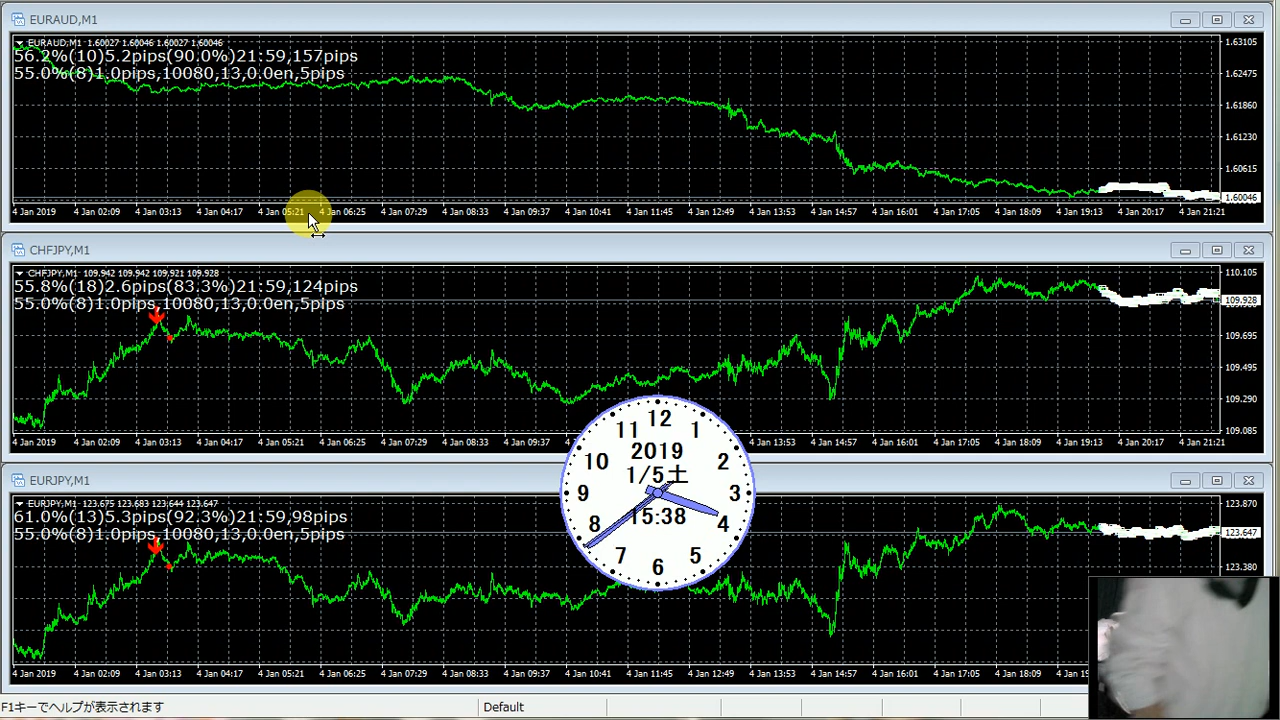 EURAUD,M1
EURAUD,M1 1.60027 1.60046 1.60027 1.60046
56.2%(10)5.2pips(90.0%)21:59,157pips
55.0%(8)1.0pips,10080,13,0.0en,5pips
1.63105
1.62475
1.61860
1.61230
1.60615
1.60046
4 Jan 2019 4 Jan 02:09 4 Jan 03:13 4 Jan 04:17 4 Jan 05:21 4 Jan 06:25 4 Jan 07:29 4 Jan 08:33 4 Jan 09:37 4 Jan 10:41 4 Jan 11:45 4 Jan 12:49 4 Jan 13:53 4 Jan 14:57 4 Jan 16:01 4 Jan 17:05 4 Jan 18:09 4 Jan 19:13 4 Jan 20:17 4 Jan 21:21
CHFJPY,M1
CHFJPY,M1 109.942 109.942 109.921 109.928
55.8%(18)2.6pips(83.3%)21:59,124pips
55.0%(8)1.0pips,10080,13,0.0en,5pips
110.105
109.928
109.695
109.495
109.290
109.085
4 Jan 2019 4 Jan 02:09 4 Jan 03:13 4 Jan 04:17 4 Jan 05:21 4 Jan 06:25 4 Jan 07:29 4 Jan 08:33 4 Jan 09:37 4 Jan 13:53 4 Jan 14:57 4 Jan 16:01 4 Jan 17:05 4 Jan 18:09 4 Jan 19:13 4 Jan 20:17 4 Jan 21:21
EURJPY,M1
EURJPY,M1 123.675 123.683 123.644 123.647
61.0%(13)5.3pips(92.3%)21:59,98pips
55.0%(8)1.0pips,10080,13,0.0en,5pips
123.870
123.647
123.380
4 Jan 2019 4 Jan 02:09 4 Jan 03:13 4 Jan 04:17 4 Jan 05:21 4 Jan 06:25 4 Jan 07:29 4 Jan 08:33 4 Jan 09:37 4 Jan 10:41 4 Jan 11:45 4 Jan 12:49 4 Jan 13:53 4 Jan 14:57 4 Jan 16:01 4 Jan 17:05 4 Jan 18:09
12
1
2
3
4
5
6
7
8
9
10
11
2019
1/5土
15:38
F1キーでヘルプが表示されます
Default